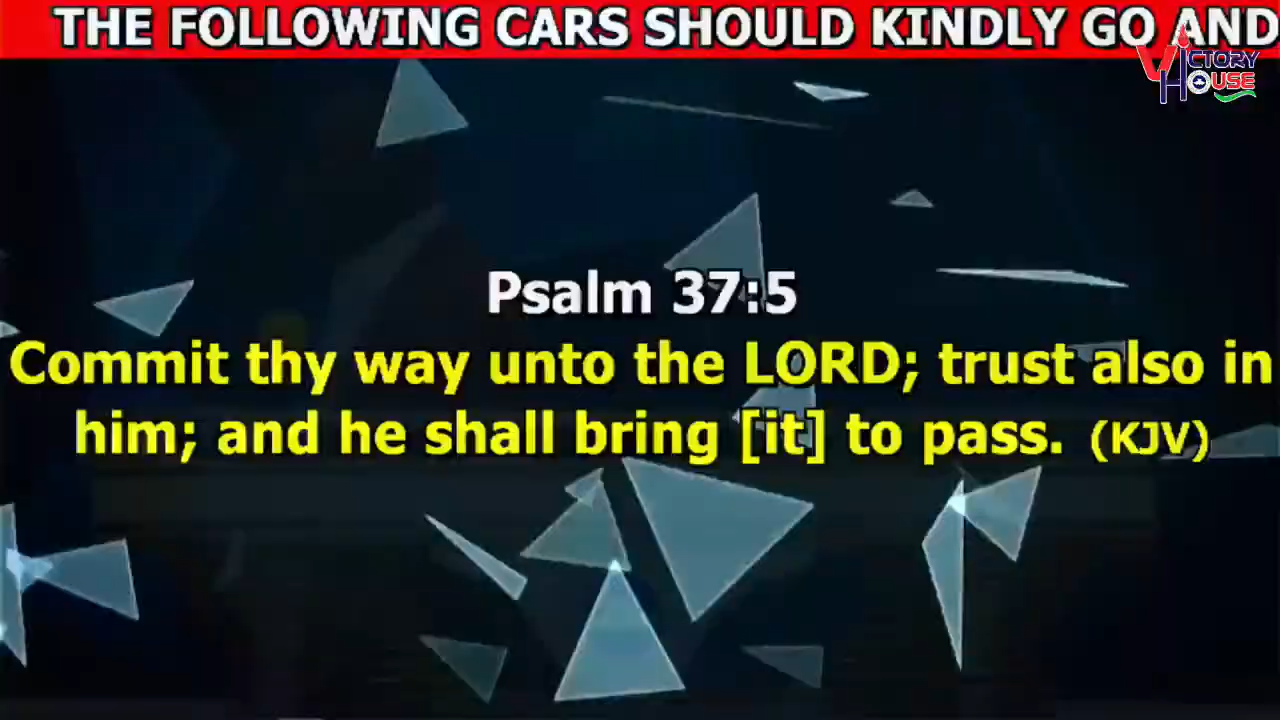 THE FOLLOWING CARS SHOULD KINDLY GO AND
VICTORY
HOUSE
Psalm 37:5
Commit thy way unto the LORD; trust also in
him; and he shall bring [it] to pass. (KJV)